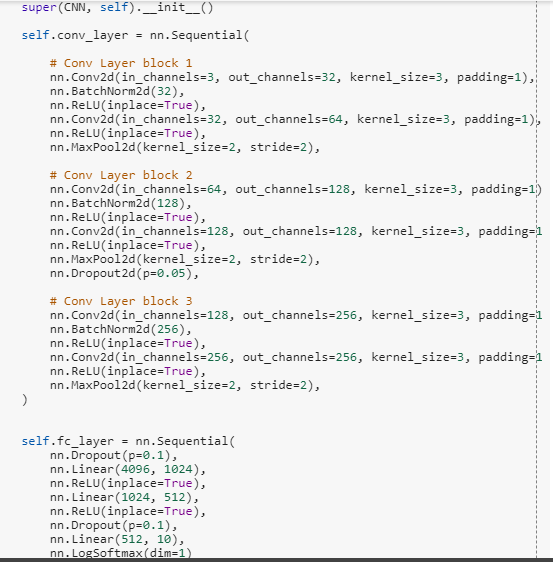 super(CNN, self).__init__()
self.conv_layer = nn.Sequential(
# Conv Layer block 1
nn.Conv2d(in_channels=3, out_channels=32, kernel_size=3, padding=1),
nn.BatchNorm2d(32),
nn.ReLU(inplace=True),
nn.Conv2d(in_channels=32, out_channels=64, kernel_size=3, padding=1),
nn.ReLU(inplace=True),
nn.MaxPool2d(kernel_size=2, stride=2),
# Conv Layer block 2
nn.Conv2d(in_channels=64, out_channels=128, kernel_size=3, padding=1)
nn.BatchNorm2d(128),
nn.ReLU(inplace=True),
nn.Conv2d(in_channels=128, out_channels=128, kernel_size=3, padding=1
nn.ReLU(inplace=True),
nn.MaxPool2d(kernel_size=2, stride=2),
nn.Dropout2d(p=0.05),
# Conv Layer block 3
nn.Conv2d(in_channels=128, out_channels=256, kernel_size=3, padding=1
nn.BatchNorm2d(256),
nn.ReLU(inplace=True),
nn.Conv2d(in_channels=256, out_channels=256, kernel_size=3, padding=1
nn.ReLU(inplace=True),
nn.MaxPool2d(kernel_size=2, stride=2),
)
self.fc_layer = nn.Sequential(
nn.Dropout(p=0.1),
nn.Linear(4096, 1024),
nn.ReLU(inplace=True),
nn.Linear(1024, 512),
nn.ReLU(inplace=True),
nn.Dropout(p=0.1),
nn.Linear(512, 10),
nn.LogSoftmax(dim=1)